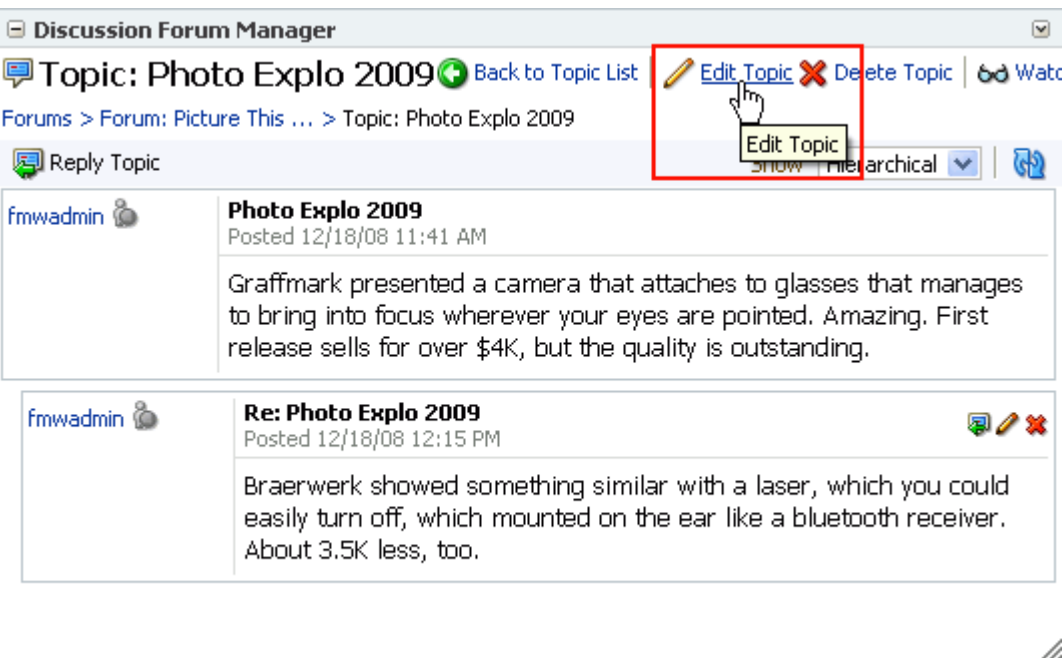 Discussion Forum Manager
Topic: Photo Explo 2009 Back to Topic List Edit Topic Delete Topic
Forums > Forum: Picture This ... > Topic: Photo Explo 2009
Edit Topic
Reply Topic Show Hierarchical
fmwadmin Photo Explo 2009
Posted 12/18/08 11:41 AM
Graffmark presented a camera that attaches to glasses that manages
to bring into focus wherever your eyes are pointed. Amazing. First
release sells for over $4K, but the quality is outstanding.
fmwadmin Re: Photo Explo 2009
Posted 12/18/08 12:15 PM
Braerwerk showed something similar with a laser, which you could
easily turn off, which mounted on the ear like a bluetooth receiver.
About 3.5K less, too.